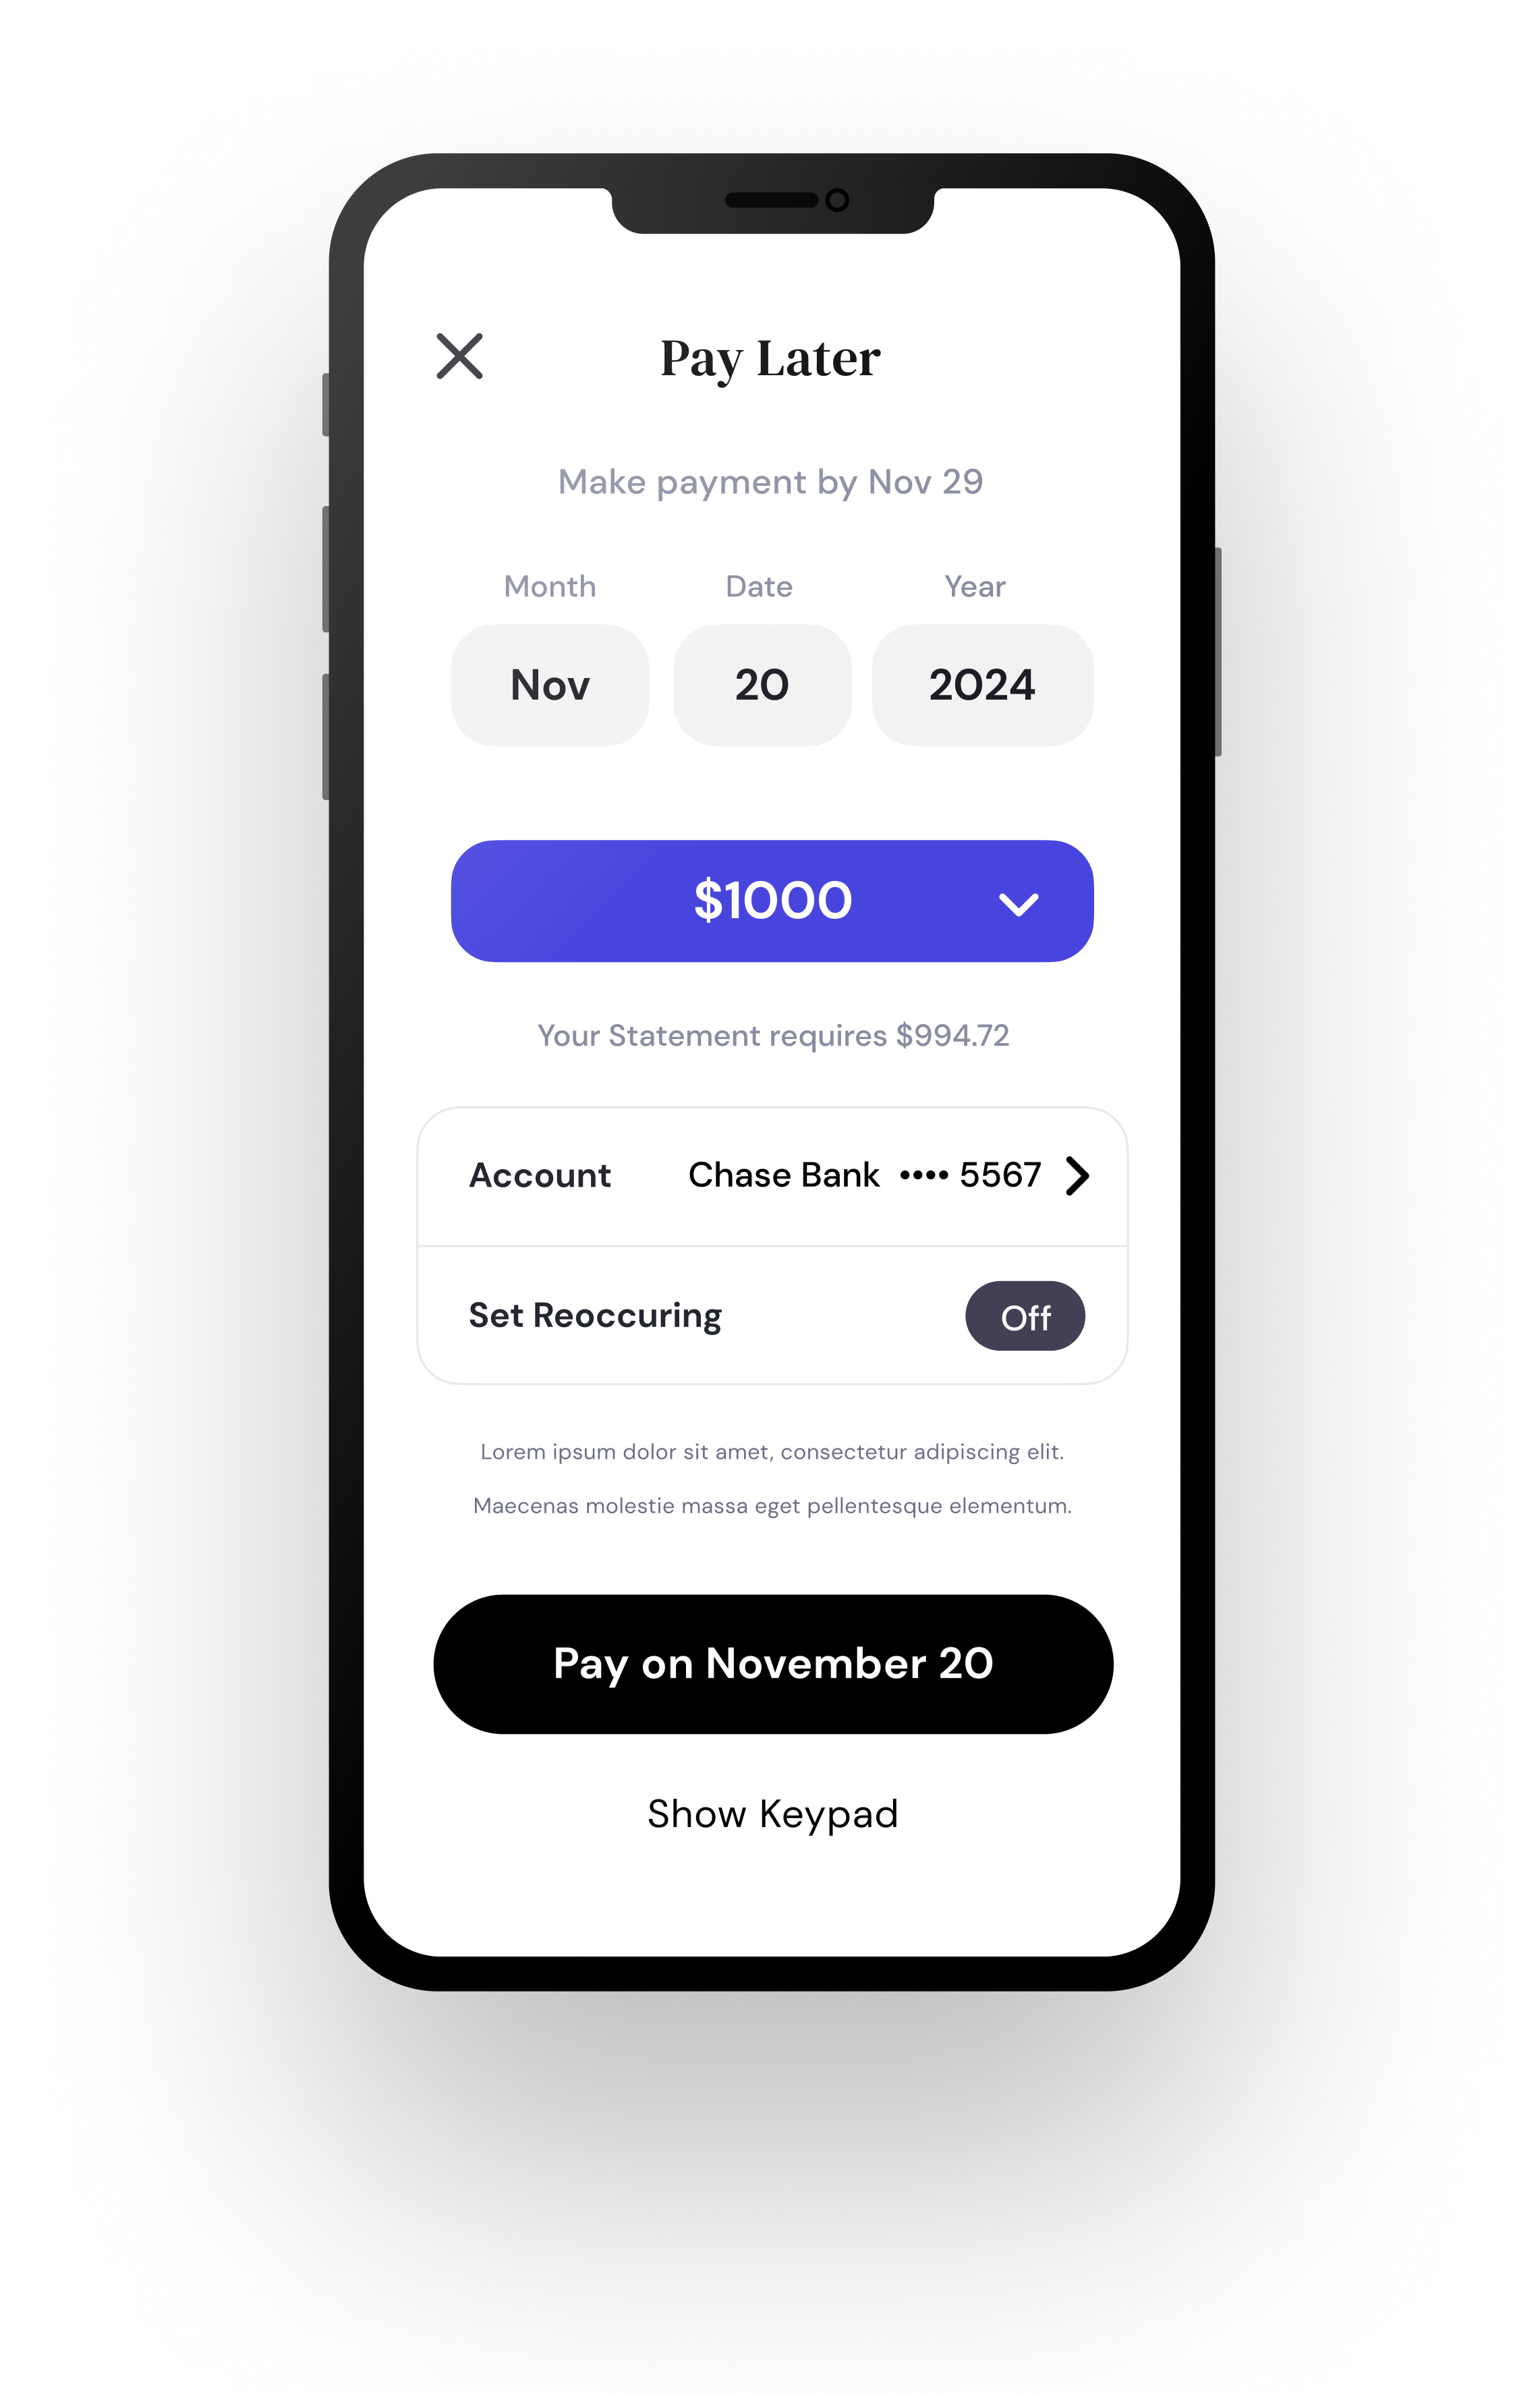 Pay Later
Make payment by Nov 29
Month Date Year
Nov 20 2024
$1000
Your Statement requires $994.72
Account Chase Bank •••• 5567
Set Reoccuring Off
Lorem ipsum dolor sit amet, consectetur adipiscing elit.
Maecenas molestie massa eget pellentesque elementum.
Pay on November 20
Show Keypad